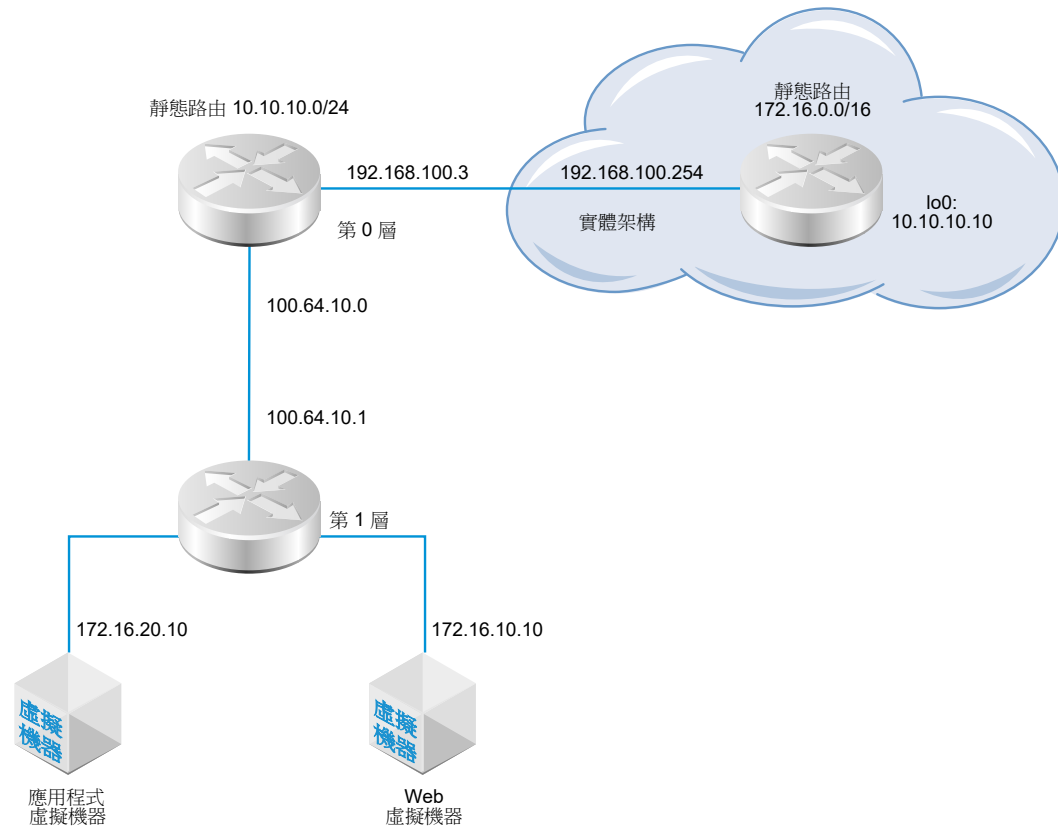 靜態路由 10.10.10.0/24
靜態路由
172.16.0.0/16
192.168.100.3
192.168.100.254
lo0:
10.10.10.10
第 0 層
實體架構
100.64.10.0
100.64.10.1
第 1 層
172.16.20.10
172.16.10.10
虛擬
機器
虛擬
機器
應用程式
虛擬機器
Web
虛擬機器